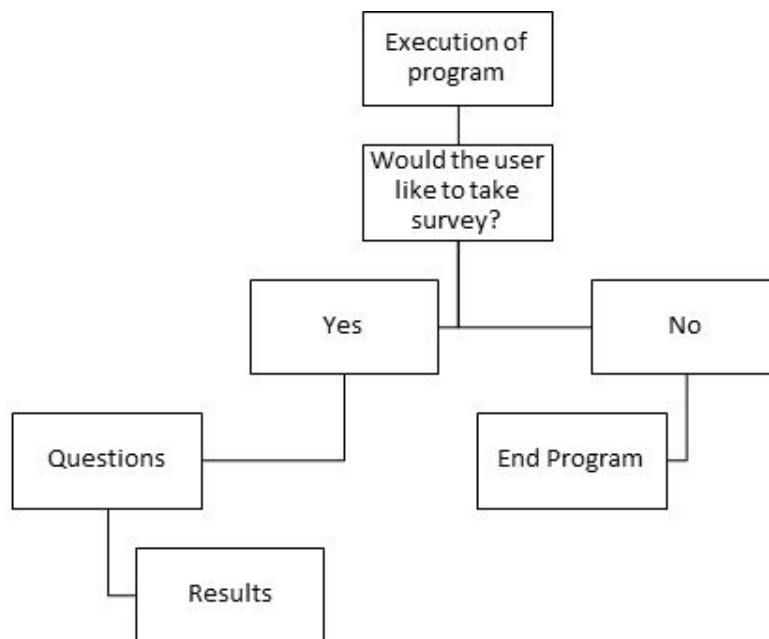 Execution of
program
Would the user
like to take
survey?
Yes
No
Questions
End Program
Results